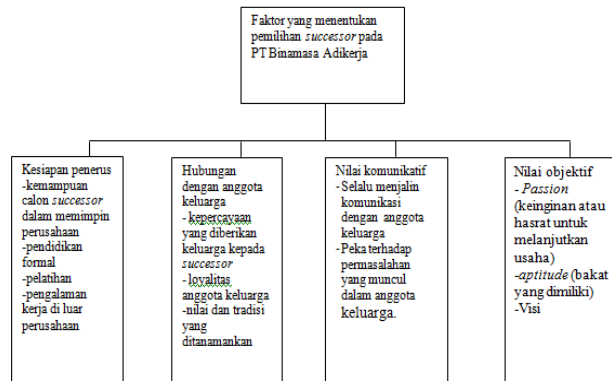 Faktor yang menentukan
pemilihan successor pada
PT Binamasa Adikerja
Kesiapan penerus
-kemampuan
calon successor
dalam memimpin
perusahaan
-pendidikan
formal
-pelatihan
-pengalaman
kerja di luar
perusahaan
Hubungan
dengan anggota
keluarga
- kepercayaan
yang diberikan
keluarga kepada
successor
- loyalitas
anggota keluarga
-nilai dan tradisi
yang
ditanamankan
Nilai komunikatif
- Selalu menjalin
komunikasi
dengan anggota
keluarga
- Peka terhadap
permasalahan
yang muncul
dalam anggota
keluarga.
Nilai objektif
- Passion
(keinginan atau
hasrat untuk
melanjutkan
usaha)
-aptitude (bakat
yang dimiliki)
-Visi